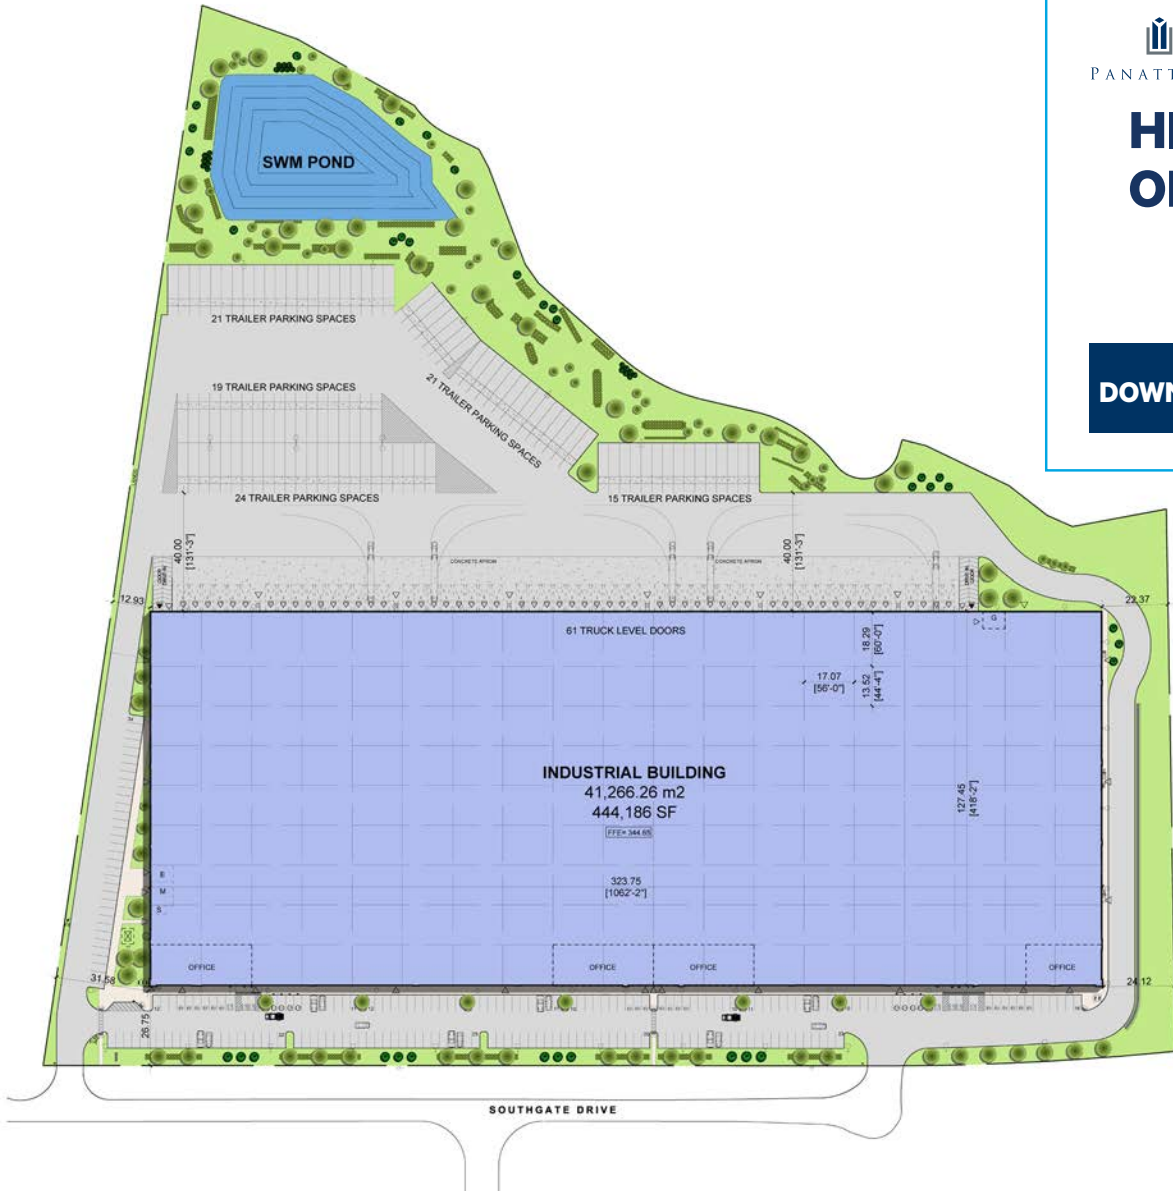 PANATT
HI
OI
DOWN
SWM POND
21 TRAILER PARKING SPACES
19 TRAILER PARKING SPACES
21 TRAILER PARKING SPACES
24 TRAILER PARKING SPACES
15 TRAILER PARKING SPACES
40.00
[131'-3"]
40.00
[131'-3"]
CONCRETE APRON
CONCRETE APRON
12.93
22.37
61 TRUCK LEVEL DOORS
G
18.29
[60'-0"]
17.07
[56'-0"]
13.52
[44'-4"]
INDUSTRIAL BUILDING
41,266.26 m2
444,186 SF
FFE= 344.65
127.45
[418'-2"]
323.75
[1062'-2"]
E
M
S
OFFICE
OFFICE
OFFICE
OFFICE
31.58
24.12
26.75
SOUTHGATE DRIVE